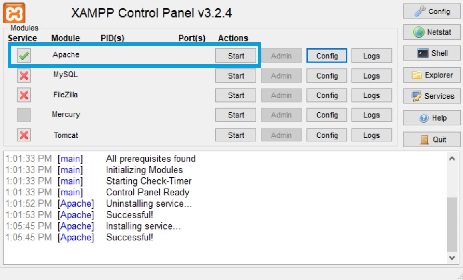 XAMPP Control Panel v3.2.4
Modules
Service Module PID(s) Port(s) Actions
Apache Start Admin Config Logs
MySQL Start Admin Config Logs
FileZilla Start Admin Config Logs
Mercury Start Admin Config Logs
Tomcat Start Admin Config Logs
Config
Netstat
Shell
Explorer
Services
Help
Quit
1:01:33 PM [main] All prerequisites found
1:01:33 PM [main] Initializing Modules
1:01:33 PM [main] Starting Check-Timer
1:01:33 PM [main] Control Panel Ready
1:01:52 PM [Apache] Uninstalling service...
1:01:53 PM [Apache] Successful!
1:05:45 PM [Apache] Installing service...
1:05:45 PM [Apache] Successful!